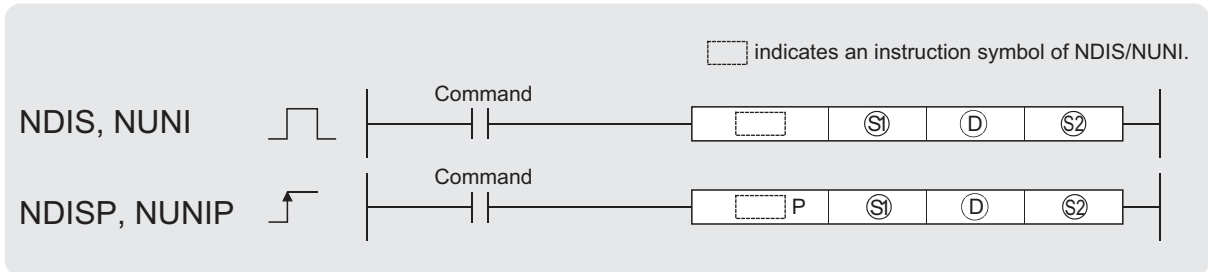 indicates an instruction symbol of NDIS/NUNI.
Command
NDIS, NUNI
S1 D S2
Command
NDISP, NUNIP
P S1 D S2